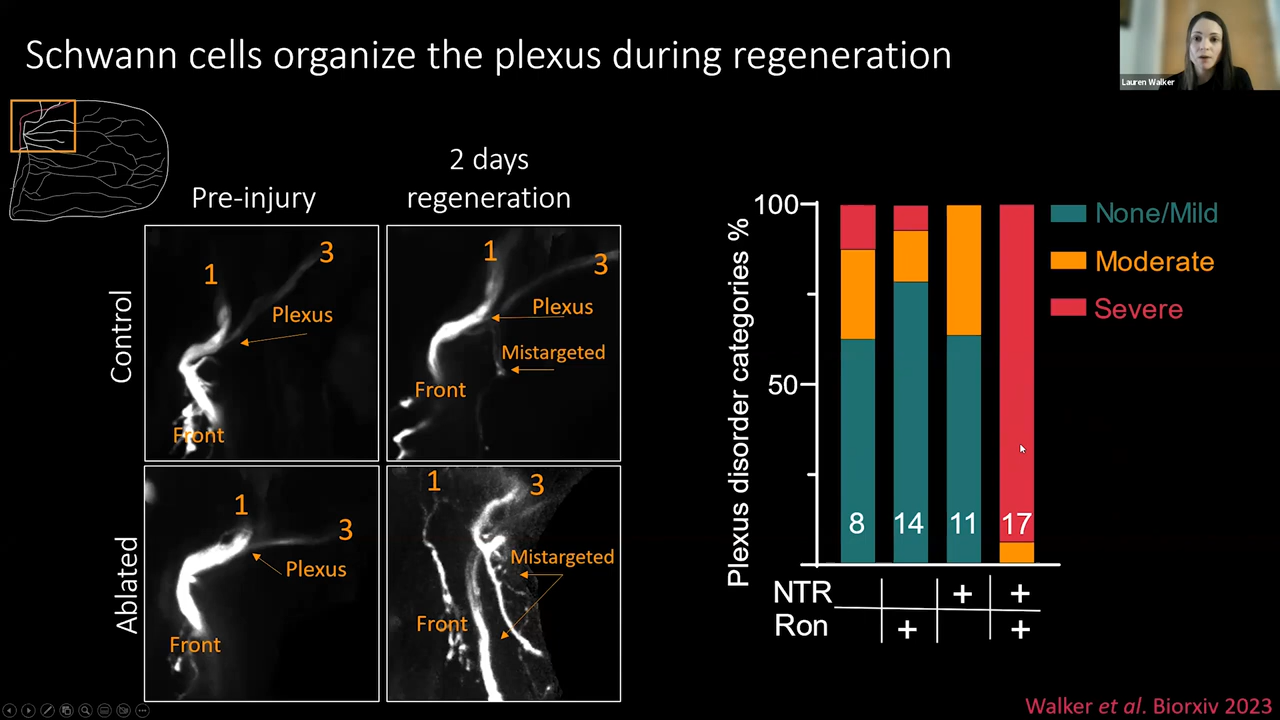 Schwann cells organize the plexus during regeneration
Lauren Walker
Pre-injury
2 days
regeneration
Control
1
3
Plexus
Front
1
3
Plexus
Mistargeted
Front
Ablated
1
3
Plexus
Front
1
3
Mistargeted
Front
Plexus disorder categories %
100
50
8
14
11
17
None/Mild
Moderate
Severe
NTR + +
Ron + +
Walker et al. Biorxiv 2023